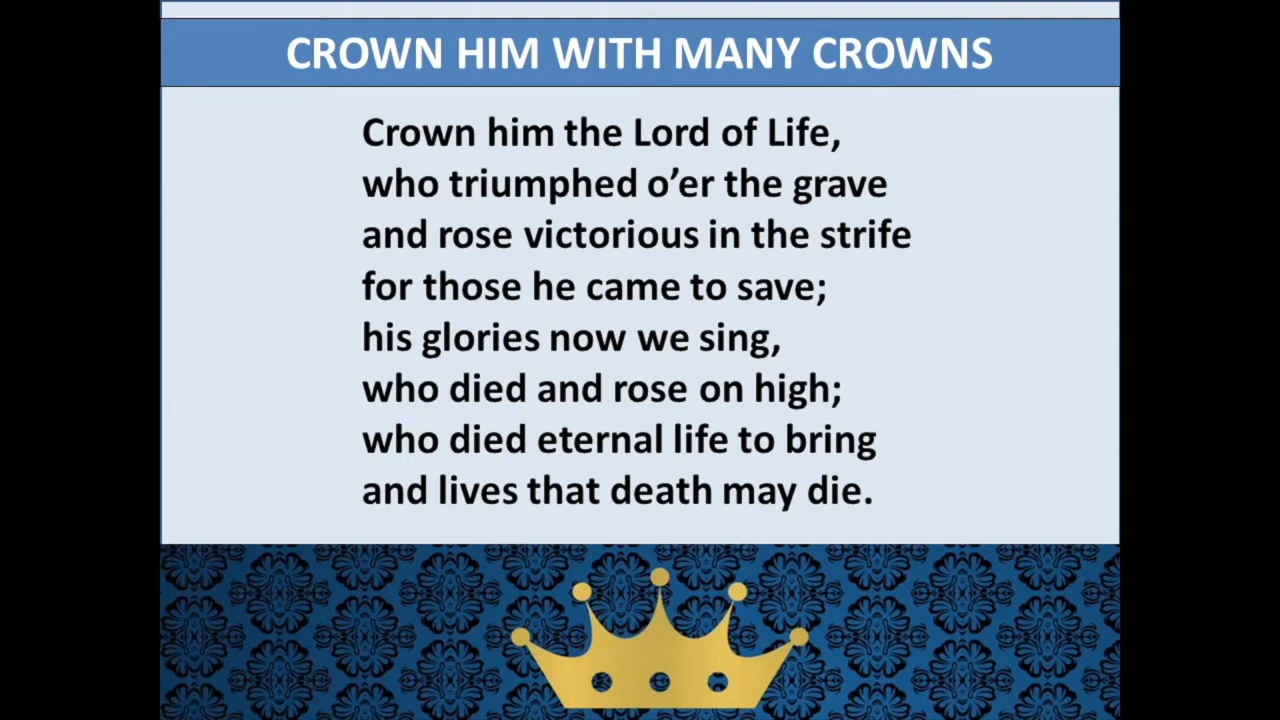 CROWN HIM WITH MANY CROWNS
Crown him the Lord of Life,
who triumphed o’er the grave
and rose victorious in the strife
for those he came to save;
his glories now we sing,
who died and rose on high;
who died eternal life to bring
and lives that death may die.